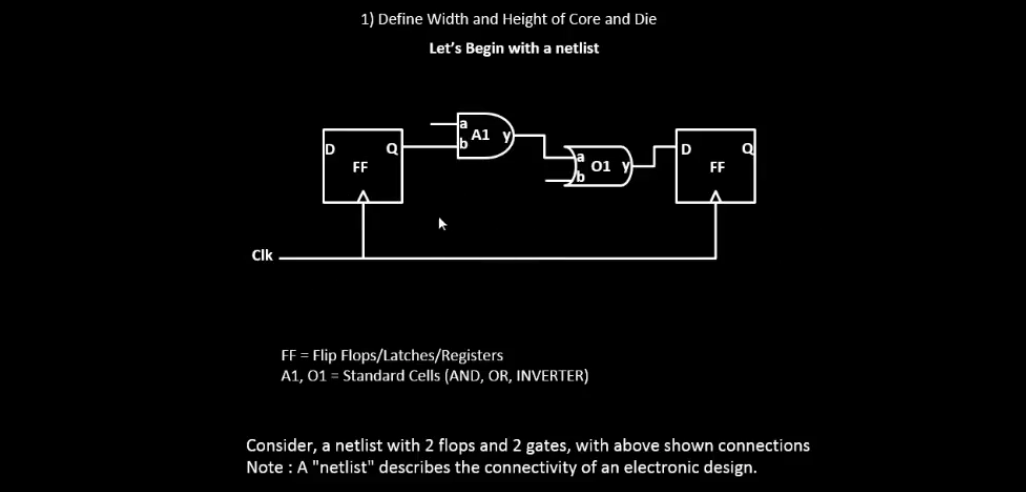 1) Define Width and Height of Core and Die
Let's Begin with a netlist
a
b
A1
y
a
b
O1
y
D
Q
FF
D
Q
FF
Clk
FF = Flip Flops/Latches/Registers
A1, O1 = Standard Cells (AND, OR, INVERTER)
Consider, a netlist with 2 flops and 2 gates, with above shown connections
Note : A "netlist" describes the connectivity of an electronic design.